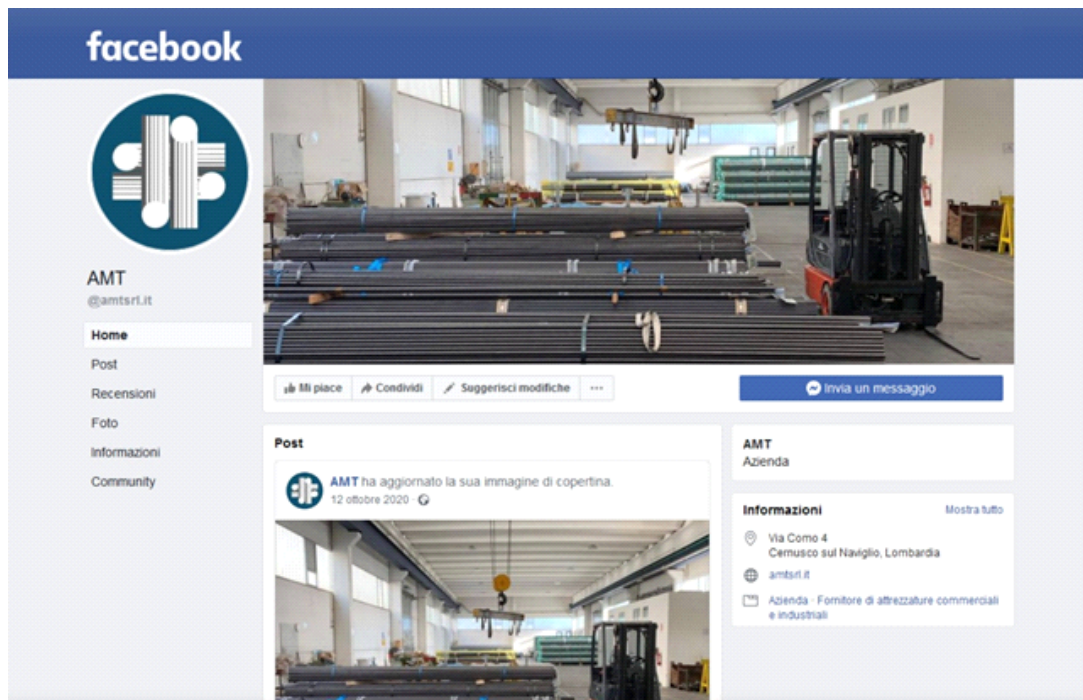 facebook
AMT
@amtsrl.it
Home
Post
Recensioni
Foto
Informazioni
Community
Mi piace
Condividi
Suggerisci modifiche
...
Invia un messaggio
Post
AMT ha aggiornato la sua immagine di copertina.
12 ottobre 2020 ·
AMT
Azienda
Informazioni
Mostra tutto
Via Como 4
Cernusco sul Naviglio, Lombardia
amtsrl.it
Azienda · Fornitore di attrezzature commerciali
e industriali